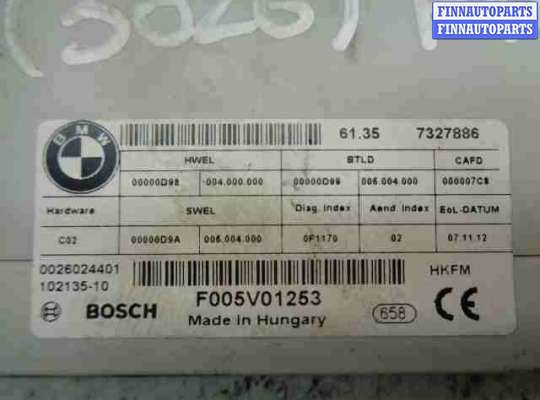 FINNAUTOPARTS
FINNAUTOPARTS
FINNAUTOPARTS
BMW
61.35 7327886
HWEL BTLD CAFD
00000D98 004.000.000 00000D99 006.004.000 000007C8
Hardware SWEL Diag. Index Aend. Index EoL-DATUM
C02 00000D9A 006.004.000 0F1170 02 07.11.12
0026024401 HKFM
102135-10
BOSCH F005V01253 658 CE
Made in Hungary